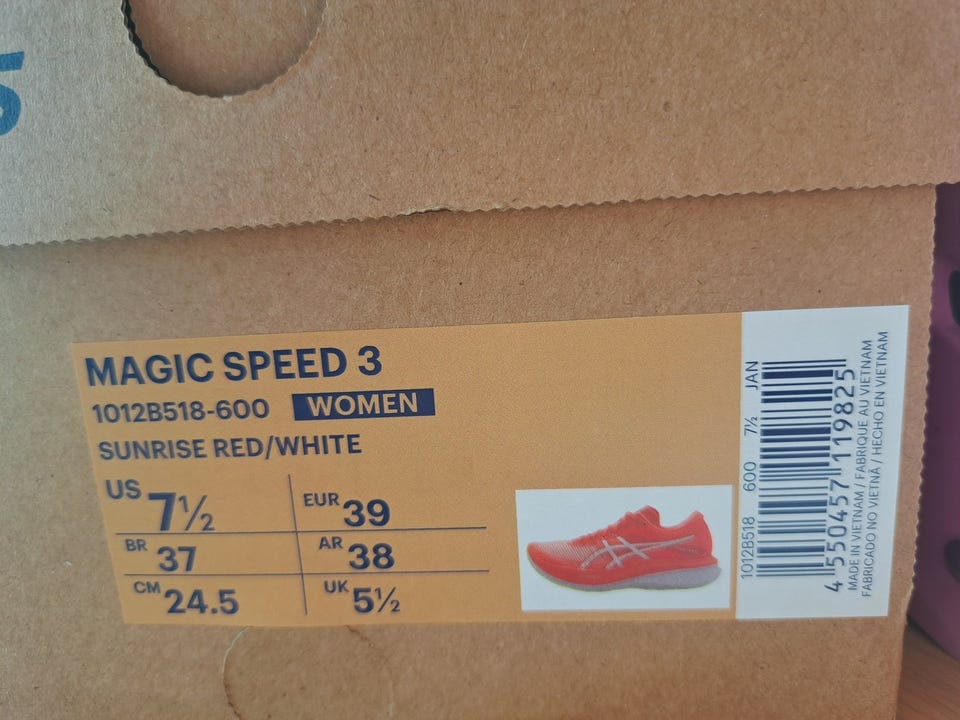 MAGIC SPEED 3
1012B518-600 WOMEN
SUNRISE RED/WHITE
US 7½ EUR 39
BR 37 AR 38
CM 24.5 UK 5½
1012B518 600 7½ JAN
4 550457 119825
MADE IN VIETNAM / FABRIQUE AU VIETNAM
FABRICADO NO VIETNÃ / HECHO EN VIETNAM